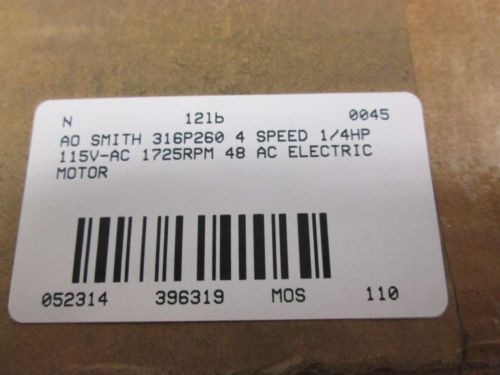 N 12lb 0045
AO SMITH 316P260 4 SPEED 1/4HP
115V-AC 1725RPM 48 AC ELECTRIC
MOTOR
052314 396319 MOS 110